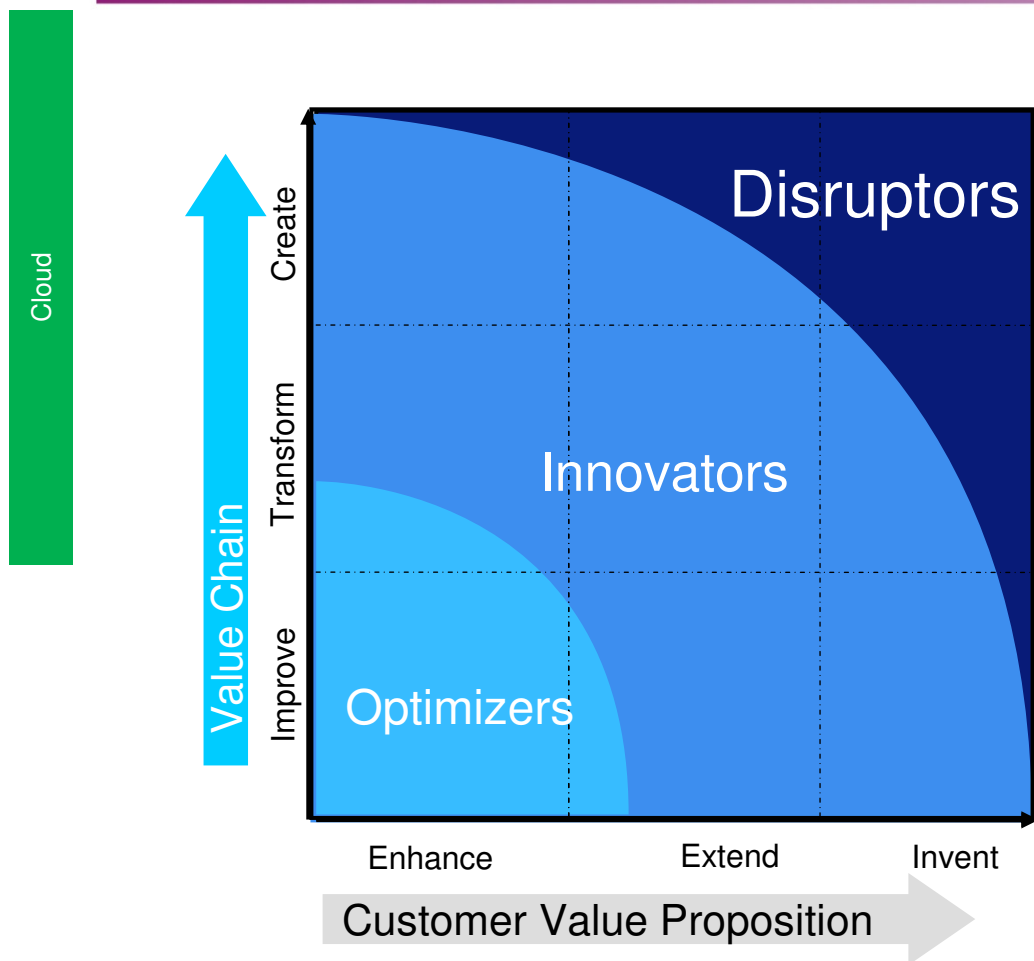 Cloud
Value Chain
Create
Transform
Improve
Disruptors
Innovators
Optimizers
Enhance
Extend
Invent
Customer Value Proposition